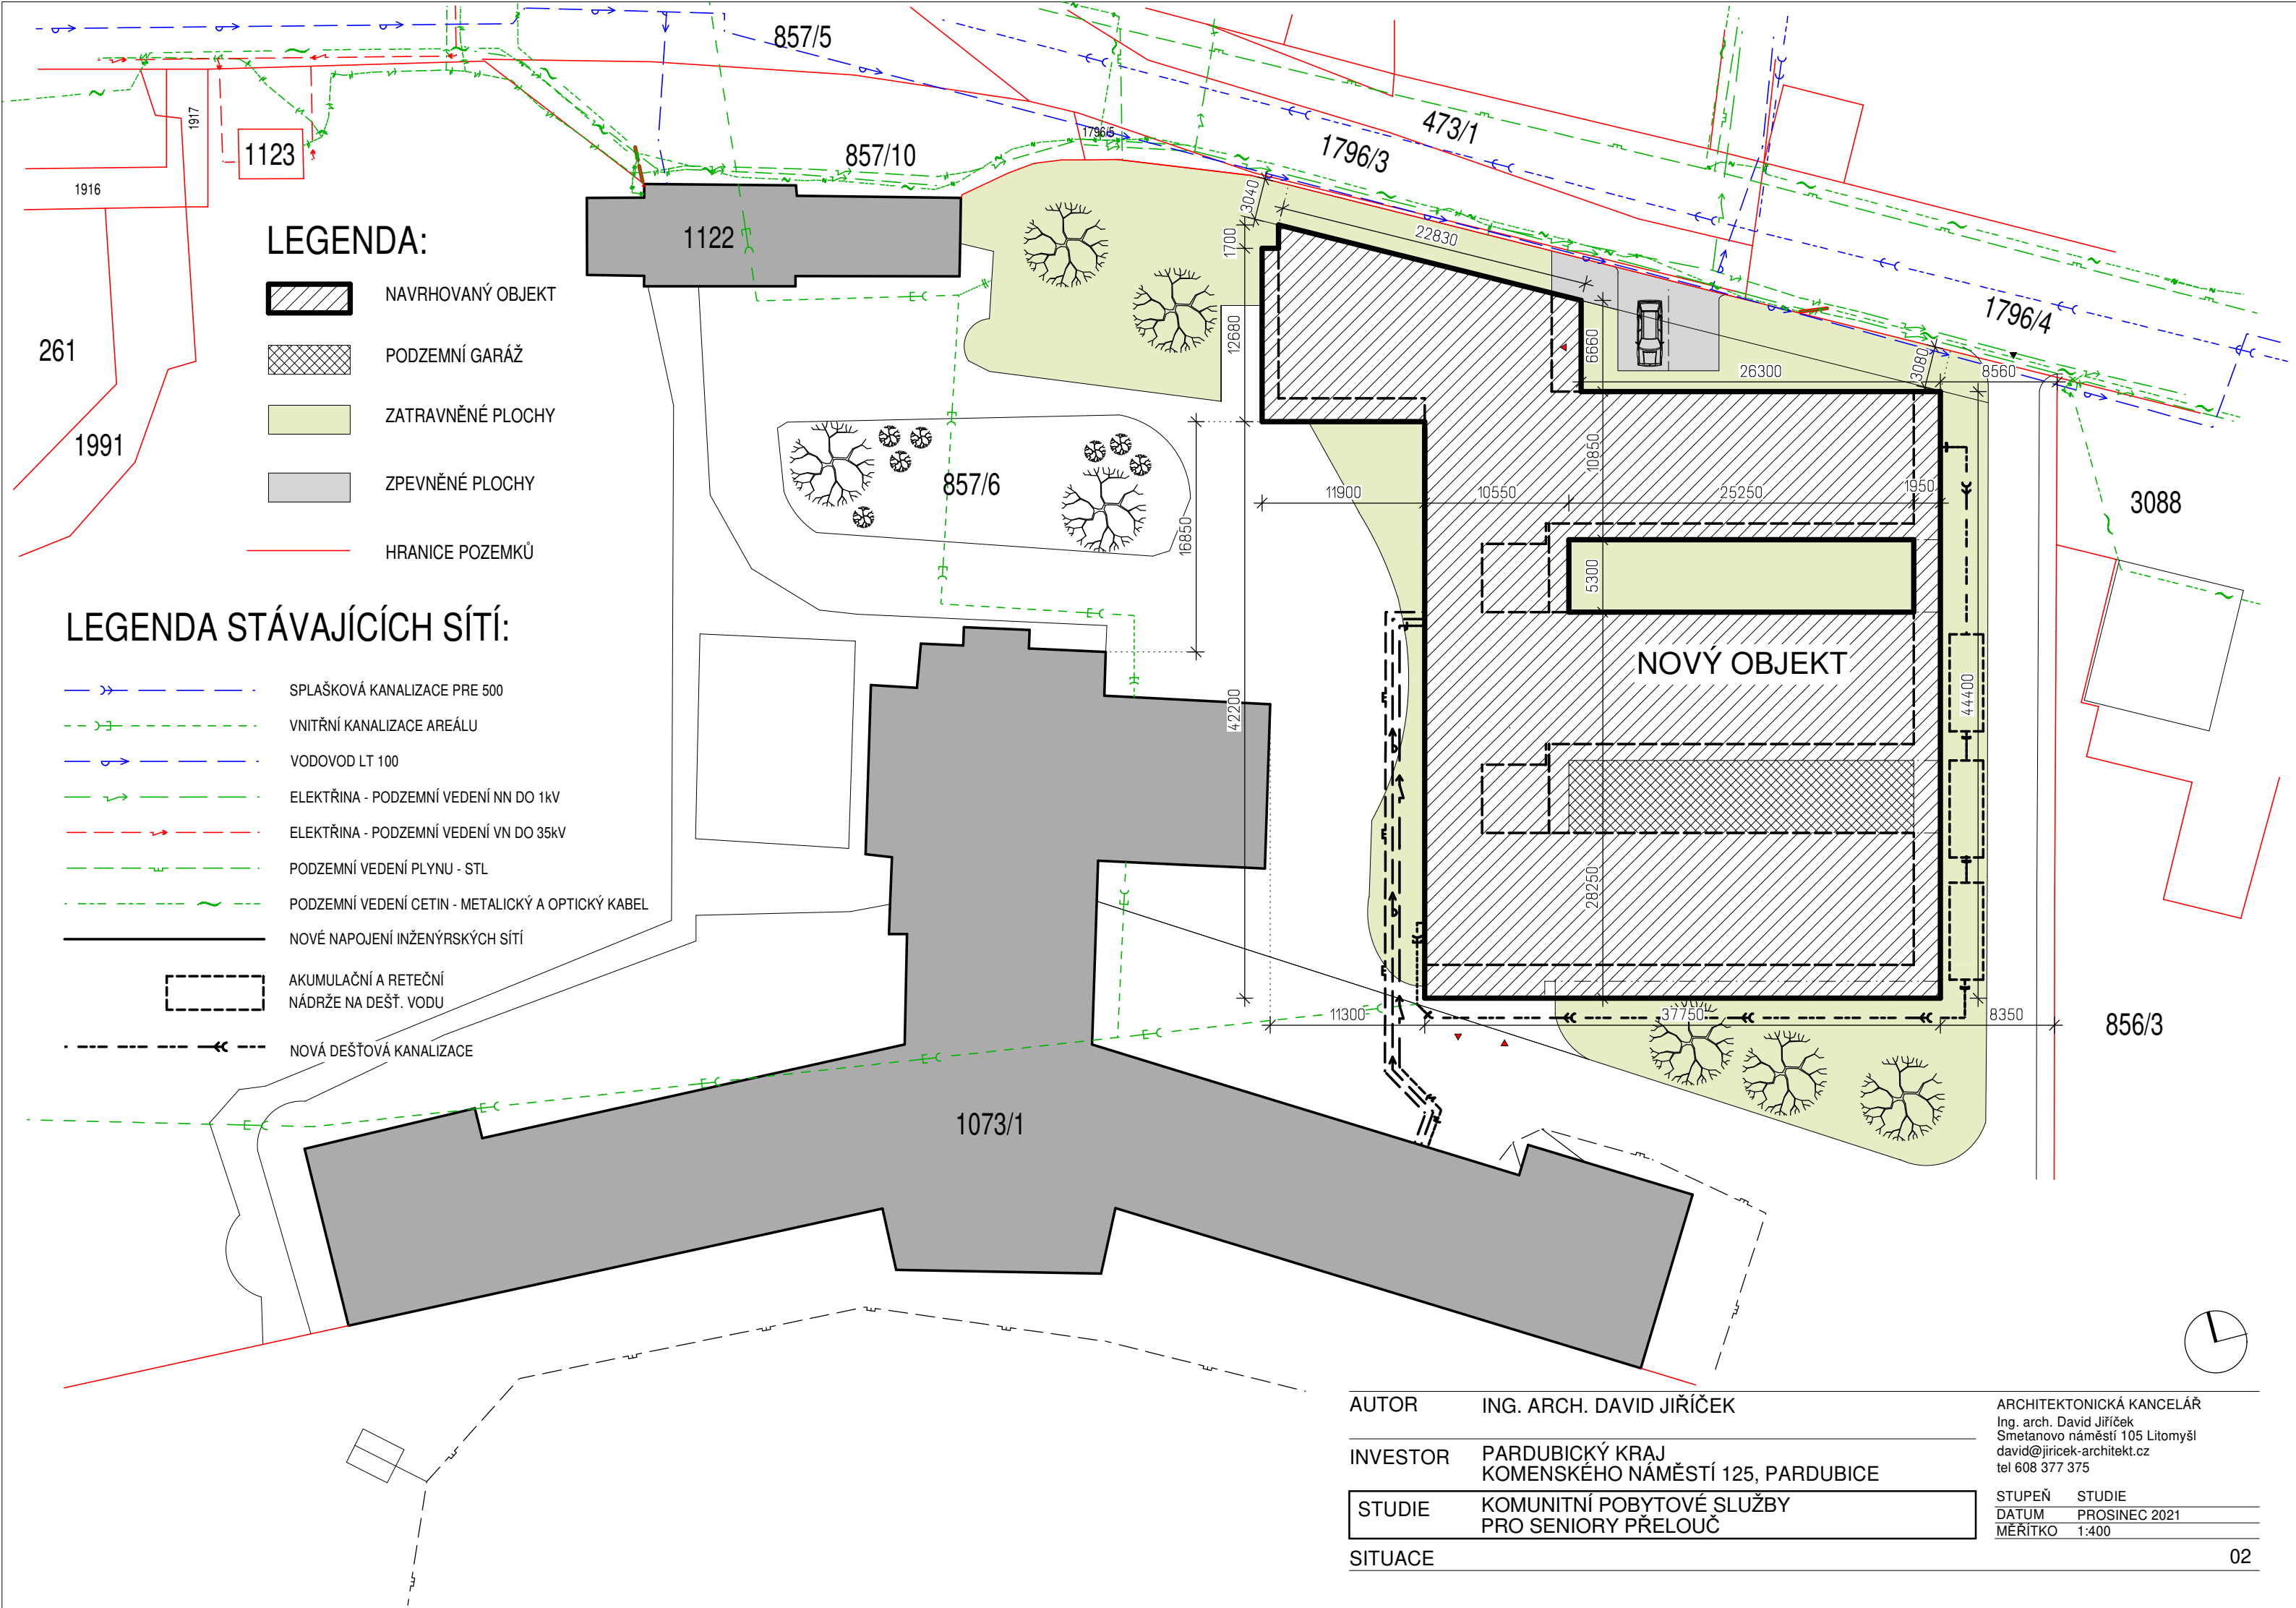 857/5
473/1
1796/3
1796/5
857/10
1917
1123
1916
1122
1796/4
261
1991
857/6
3088
856/3
1073/1
NOVÝ OBJEKT
3040
1700
22830
12680
6660
26300
3080
8560
10850
11900
10550
25250
1950
16850
5300
42200
44400
28250
11300
37750
8350
LEGENDA:
NAVRHOVANÝ OBJEKT
PODZEMNÍ GARÁŽ
ZATRAVNĚNÉ PLOCHY
ZPEVNĚNÉ PLOCHY
HRANICE POZEMKŮ
LEGENDA STÁVAJÍCÍCH SÍTÍ:
SPLAŠKOVÁ KANALIZACE PRE 500
VNITŘNÍ KANALIZACE AREÁLU
VODOVOD LT 100
ELEKTŘINA - PODZEMNÍ VEDENÍ NN DO 1kV
ELEKTŘINA - PODZEMNÍ VEDENÍ VN DO 35kV
PODZEMNÍ VEDENÍ PLYNU - STL
PODZEMNÍ VEDENÍ CETIN - METALICKÝ A OPTICKÝ KABEL
NOVÉ NAPOJENÍ INŽENÝRSKÝCH SÍTÍ
AKUMULAČNÍ A RETEČNÍ
NÁDRŽE NA DEŠŤ. VODU
NOVÁ DEŠŤOVÁ KANALIZACE
AUTOR ING. ARCH. DAVID JIŘÍČEK
INVESTOR PARDUBICKÝ KRAJ
KOMENSKÉHO NÁMĚSTÍ 125, PARDUBICE
STUDIE KOMUNITNÍ POBYTOVÉ SLUŽBY
PRO SENIORY PŘELOUČ
SITUACE
ARCHITEKTONICKÁ KANCELÁŘ
Ing. arch. David Jiříček
Smetanovo náměstí 105 Litomyšl
david@jiricek-architekt.cz
tel 608 377 375
STUPEŇ STUDIE
DATUM PROSINEC 2021
MĚŘÍTKO 1:400
02